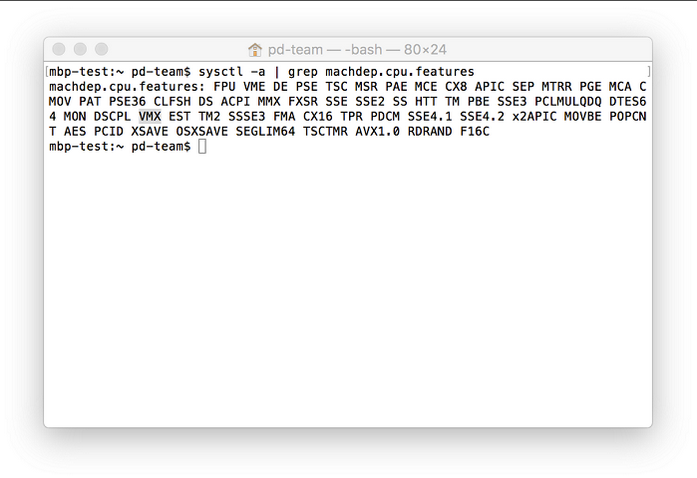 pd-team — -bash — 80×24
[mbp-test:~ pd-team$ sysctl -a | grep machdep.cpu.features ]
machdep.cpu.features: FPU VME DE PSE TSC MSR PAE MCE CX8 APIC SEP MTRR PGE MCA C
MOV PAT PSE36 CLFSH DS ACPI MMX FXSR SSE SSE2 SS HTT TM PBE SSE3 PCLMULQDQ DTES6
4 MON DSCPL VMX EST TM2 SSSE3 FMA CX16 TPR PDCM SSE4.1 SSE4.2 x2APIC MOVBE POPCN
T AES PCID XSAVE OSXSAVE SEGLIM64 TSCTMR AVX1.0 RDRAND F16C
mbp-test:~ pd-team$